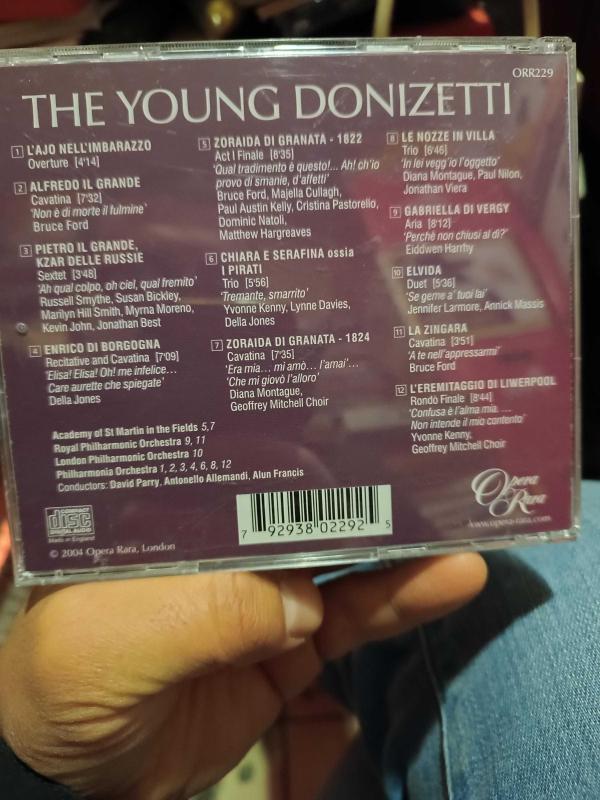 ORR229
THE YOUNG DONIZETTI
1 L'AJO NELL'IMBARAZZO
Overture [4'14]
2 ALFREDO IL GRANDE
Cavatina [7'32]
'Non è di morte il fulmine'
Bruce Ford
3 PIETRO IL GRANDE,
KZAR DELLE RUSSIE
Sextet [3'48]
'Ah qual colpo, oh ciel, qual fremito'
Russell Smythe, Susan Bickley,
Marilyn Hill Smith, Myrna Moreno,
Kevin John, Jonathan Best
4 ENRICO DI BORGOGNA
Recitative and Cavatina [7'09]
'Elisa! Elisa! Oh! me infelice...
Care aurette che spiegate'
Della Jones
5 ZORAIDA DI GRANATA - 1822
Act I Finale [8'35]
'Qual tradimento è questo!... Ah! ch'io
provo di smanie, d'affetti'
Bruce Ford, Majella Cullagh,
Paul Austin Kelly, Cristina Pastorello,
Dominic Natoli,
Matthew Hargreaves
6 CHIARA E SERAFINA ossia
I PIRATI
Trio [5'56]
'Tremante, smarrito'
Yvonne Kenny, Lynne Davies,
Della Jones
7 ZORAIDA DI GRANATA - 1824
Cavatina [7'35]
'Era mia... mi amò... l'amai'...
'Che mi giovò l'alloro'
Diana Montague,
Geoffrey Mitchell Choir
8 LE NOZZE IN VILLA
Trio [6'46]
'In lei vegg'io l'oggetto'
Diana Montague, Paul Nilon,
Jonathan Viera
9 GABRIELLA DI VERGY
Aria [8'12]
'Perchè non chiusi al dì?'
Eiddwen Harrhy
10 ELVIDA
Duet [5'36]
'Se geme a' tuoi lai'
Jennifer Larmore, Annick Massis
11 LA ZINGARA
Cavatina [3'51]
'A te nell'appressarmi'
Bruce Ford
12 L'EREMITAGGIO DI LIWERPOOL
Rondò Finale [8'44]
'Confusa è l'alma mia....
Non intende il mio contento'
Yvonne Kenny,
Geoffrey Mitchell Choir
Academy of St Martin in the Fields 5,7
Royal Philharmonic Orchestra 9, 11
London Philharmonic Orchestra 10
Philharmonia Orchestra 1, 2, 3, 4, 6, 8, 12
Conductors: David Parry, Antonello Allemandi, Alun Francis
COMPACT
disc
DIGITAL AUDIO
Made in England
© 2004 Opera Rara, London
7 92938 02292 5
Opera
Rara
www.opera-rara.com